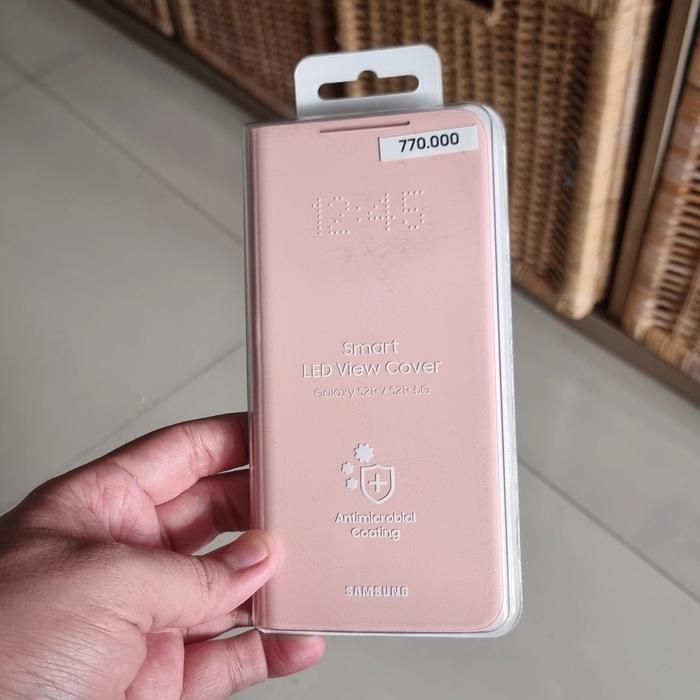 770.000
12:45
Smart
LED View Cover
Galaxy S21+ / S21+ 5G
Antimicrobial
Coating
SAMSUNG